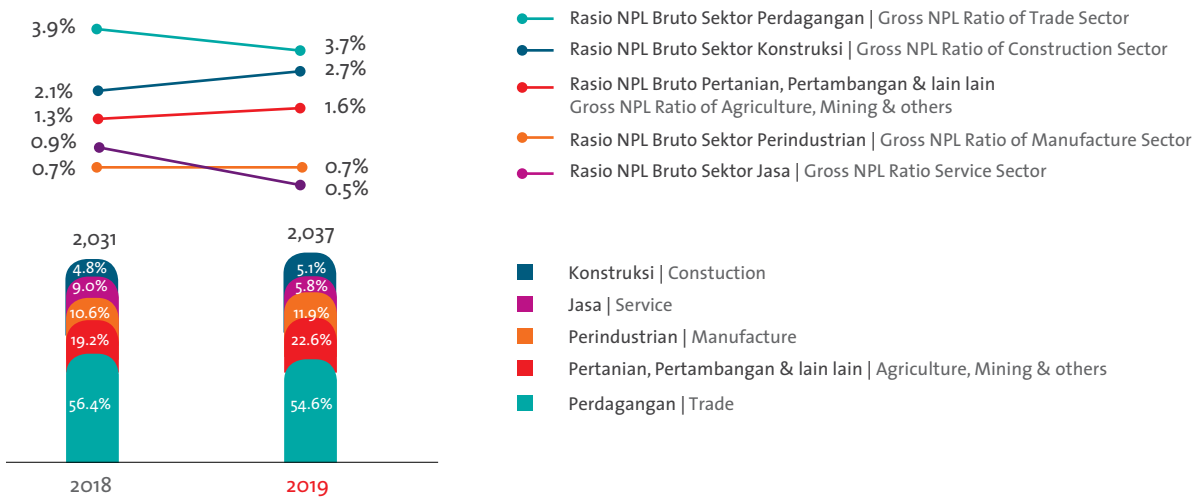 3.9%
3.7%
2.7%
2.1%
1.3%
1.6%
0.9%
0.7%
0.7%
0.5%
Rasio NPL Bruto Sektor Perdagangan | Gross NPL Ratio of Trade Sector
Rasio NPL Bruto Sektor Konstruksi | Gross NPL Ratio of Construction Sector
Rasio NPL Bruto Pertanian, Pertambangan & lain lain
Gross NPL Ratio of Agriculture, Mining & others
Rasio NPL Bruto Sektor Perindustrian | Gross NPL Ratio of Manufacture Sector
Rasio NPL Bruto Sektor Jasa | Gross NPL Ratio Service Sector
2,031
4.8%
9.0%
10.6%
19.2%
56.4%
2018
2,037
5.1%
5.8%
11.9%
22.6%
54.6%
2019
Konstruksi | Constuction
Jasa | Service
Perindustrian | Manufacture
Pertanian, Pertambangan & lain lain | Agriculture, Mining & others
Perdagangan | Trade